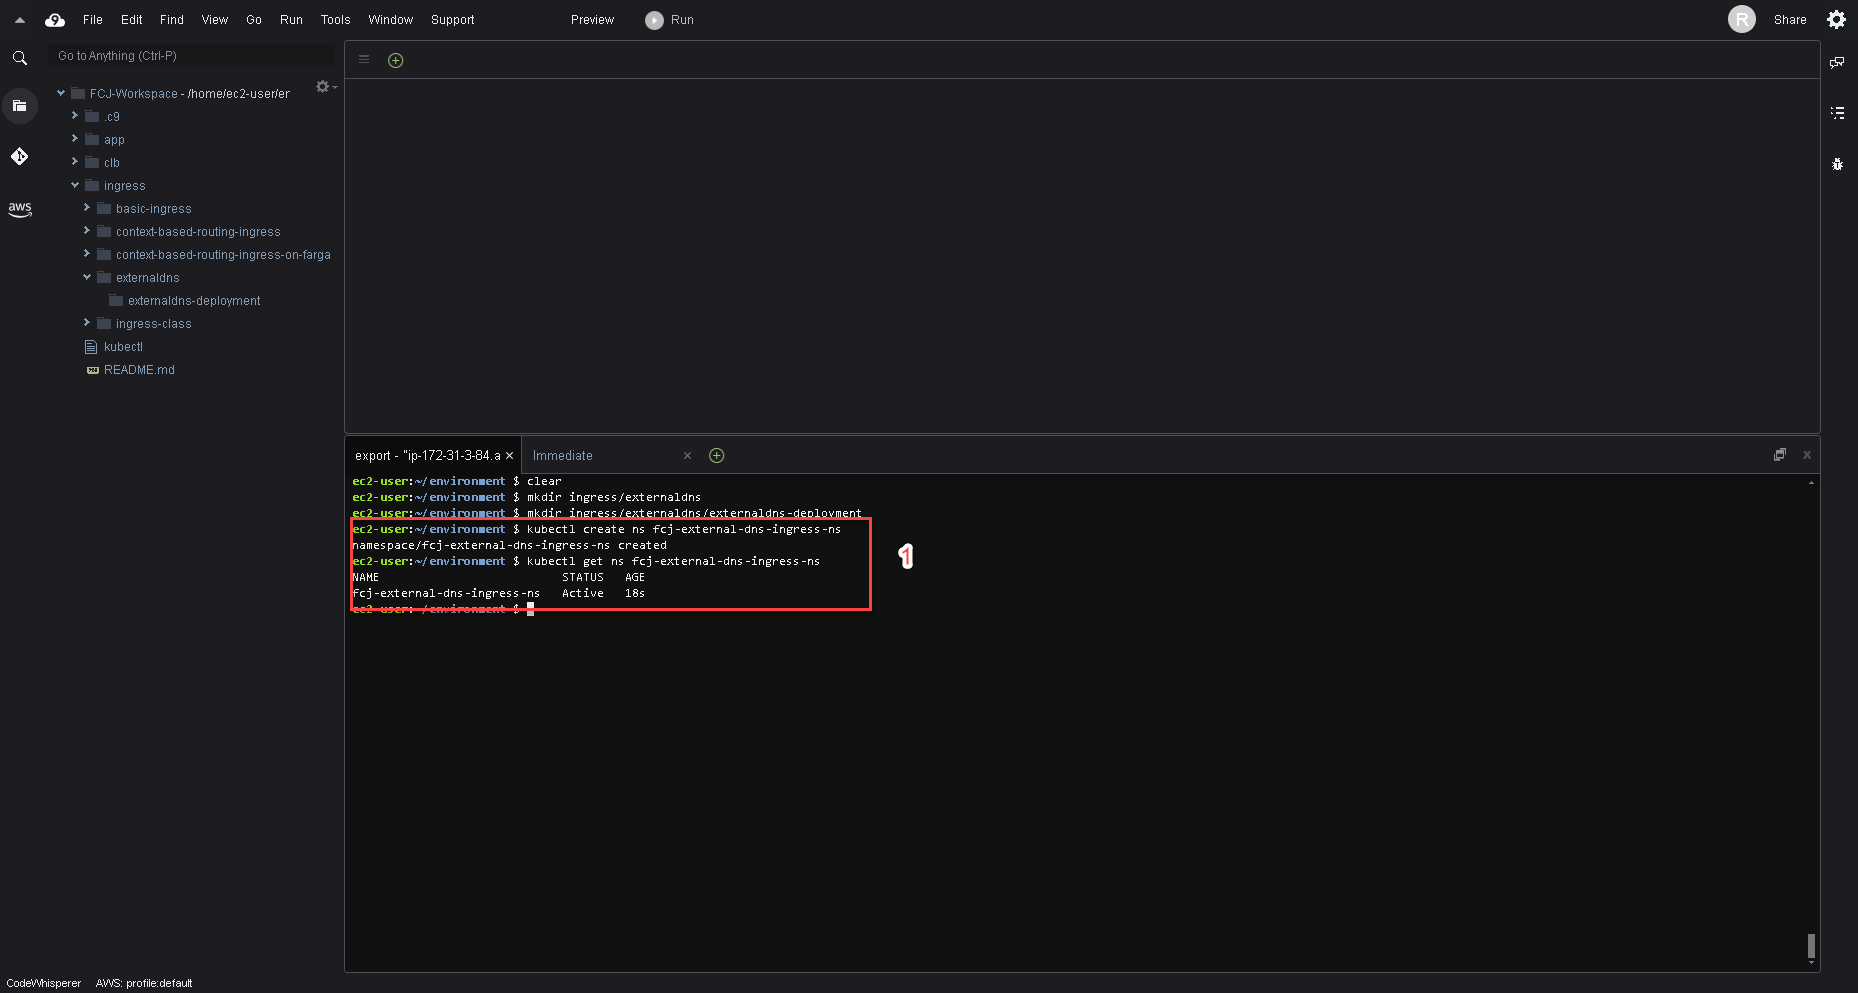 File Edit Find View Go Run Tools Window Support Preview Run R Share
Go to Anything (Ctrl-P)
FCJ-Workspace - /home/ec2-user/er
.c9
app
clb
ingress
basic-ingress
context-based-routing-ingress
context-based-routing-ingress-on-farga
externaldns
externaldns-deployment
ingress-class
kubectl
README.md
aws
export - "ip-172-31-3-84.a Immediate
ec2-user:~/environment $ clear
ec2-user:~/environment $ mkdir ingress/externaldns
ec2-user:~/environment $ mkdir ingress/externaldns/externaldns-deployment
ec2-user:~/environment $ kubectl create ns fcj-external-dns-ingress-ns
namespace/fcj-external-dns-ingress-ns created
ec2-user:~/environment $ kubectl get ns fcj-external-dns-ingress-ns
NAME STATUS AGE
fcj-external-dns-ingress-ns Active 18s
ec2-user:~/environment $
1
CodeWhisperer AWS: profile:default